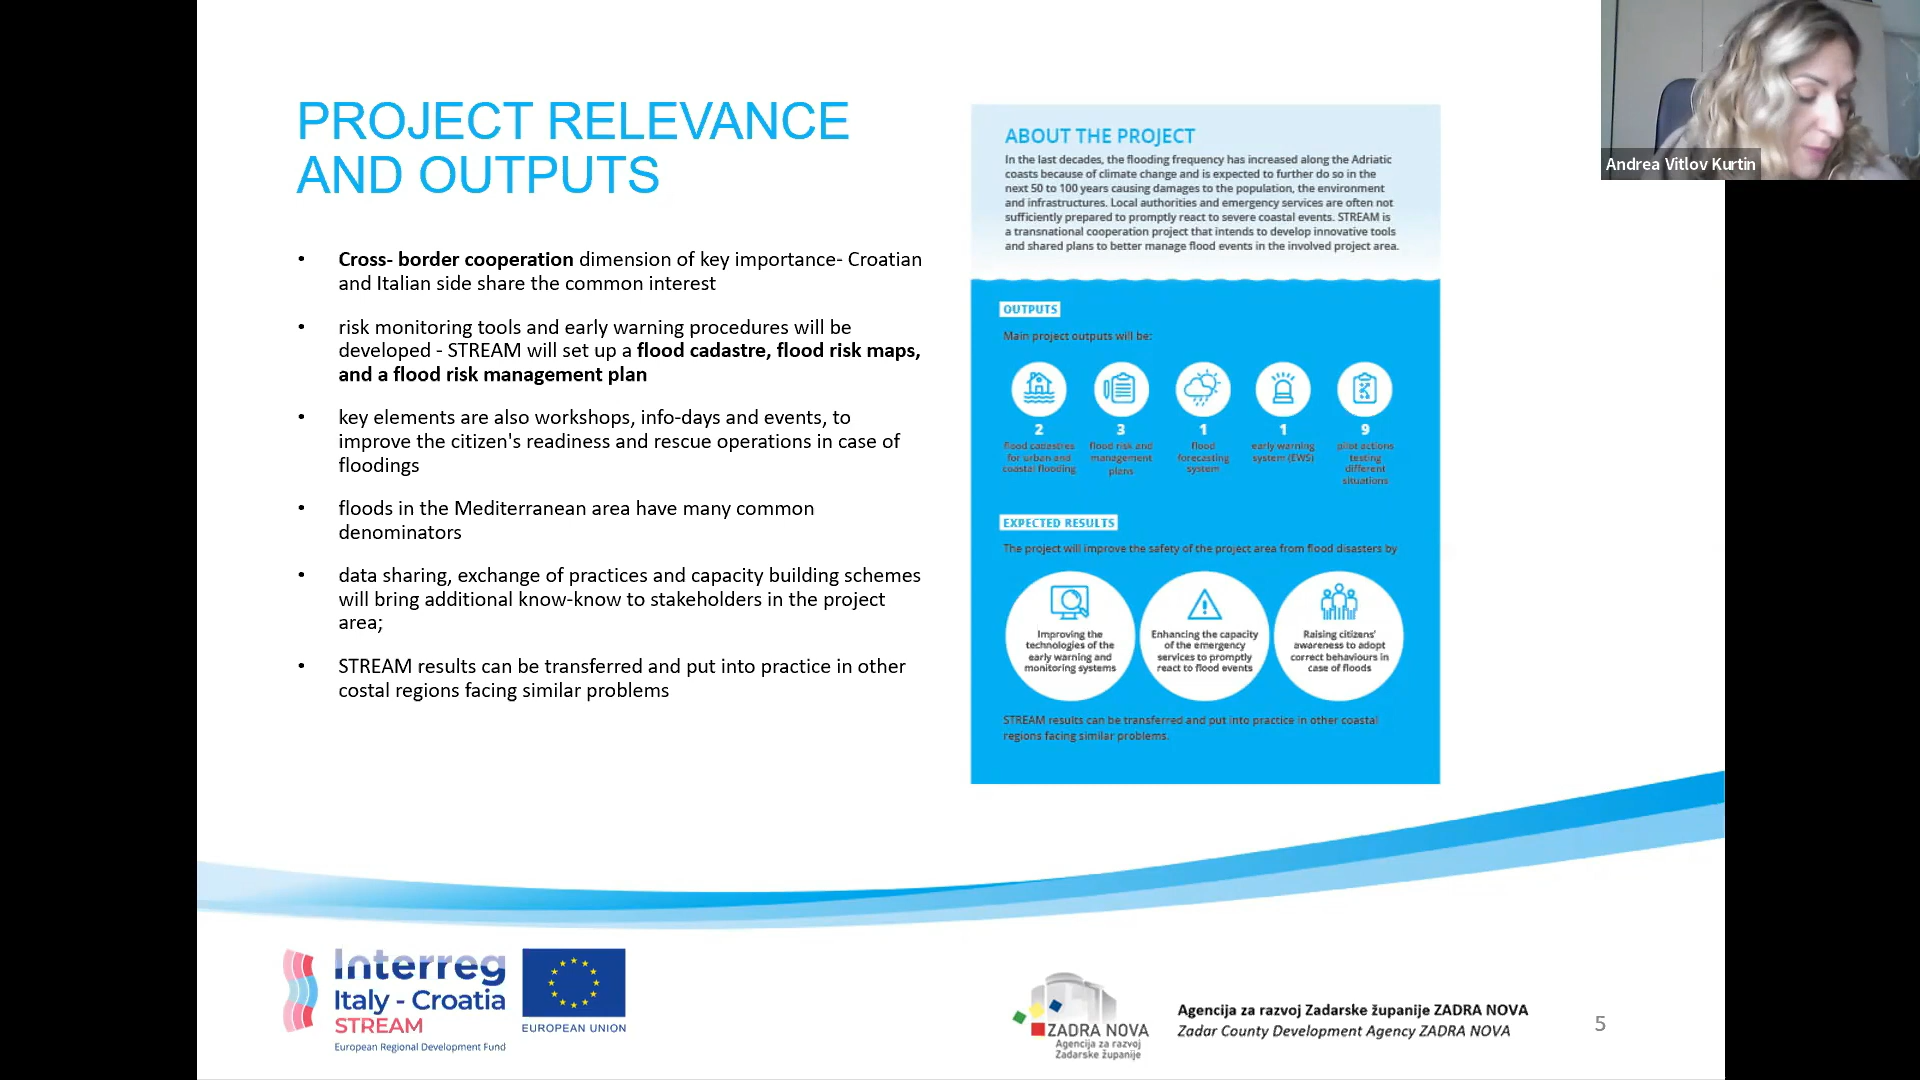 PROJECT RELEVANCE
AND OUTPUTS
• Cross- border cooperation dimension of key importance- Croatian
and Italian side share the common interest
• risk monitoring tools and early warning procedures will be
developed - STREAM will set up a flood cadastre, flood risk maps,
and a flood risk management plan
• key elements are also workshops, info-days and events, to
improve the citizen's readiness and rescue operations in case of
floodings
• floods in the Mediterranean area have many common
denominators
• data sharing, exchange of practices and capacity building schemes
will bring additional know-know to stakeholders in the project
area;
• STREAM results can be transferred and put into practice in other
costal regions facing similar problems
ABOUT THE PROJECT
In the last decades, the flooding frequency has increased along the Adriatic
coasts because of climate change and is expected to further do so in the
next 50 to 100 years causing damages to the population, the environment
and infrastructures. Local authorities and emergency services are often not
sufficiently prepared to promptly react to severe coastal events. STREAM is
a transnational cooperation project that intends to develop innovative tools
and shared plans to better manage flood events in the involved project area.
OUTPUTS
Main project outputs will be:
2
flood cadastres
for urban and
coastal flooding
3
flood risk and
management
plans
1
flood
forecasting
system
1
early warning
system (EWS)
9
pilot actions
testing
different
situations
EXPECTED RESULTS
The project will improve the safety of the project area from flood disasters by
Improving the
technologies of the
early warning and
monitoring systems
Enhancing the capacity
of the emergency
services to promptly
react to flood events
Raising citizens'
awareness to adopt
correct behaviours in
case of floods
STREAM results can be transferred and put into practice in other coastal
regions facing similar problems.
Andrea Vitlov Kurtin
Interreg
Italy - Croatia
STREAM
European Regional Development Fund
EUROPEAN UNION
ZADRA NOVA
Agencija za razvoj
Zadarske županije
Agencija za razvoj Zadarske županije ZADRA NOVA
Zadar County Development Agency ZADRA NOVA
5